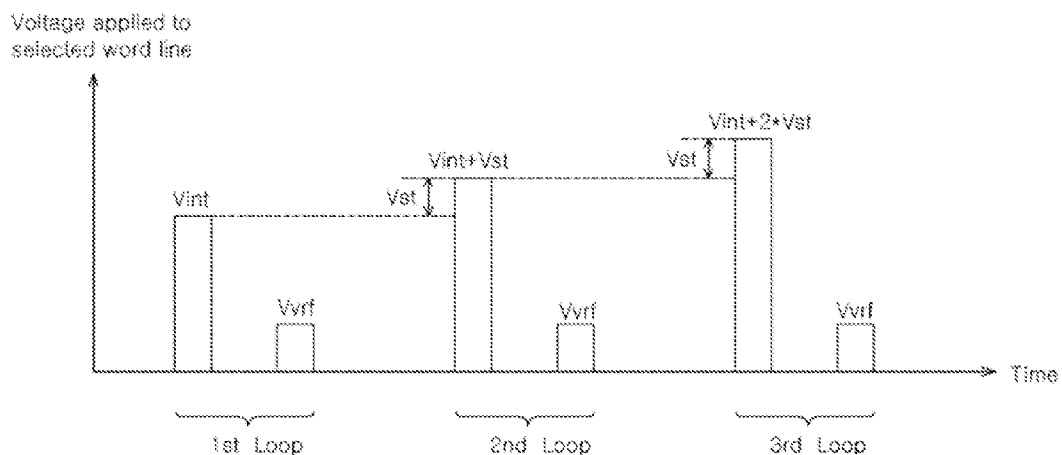 Voltage applied to
selected word line
Vint+2*Vst
Vint+Vst
Vst
Vint
Vst
Vvrf
Vvrf
Vvrf
Time
1st Loop
2nd Loop
3rd Loop